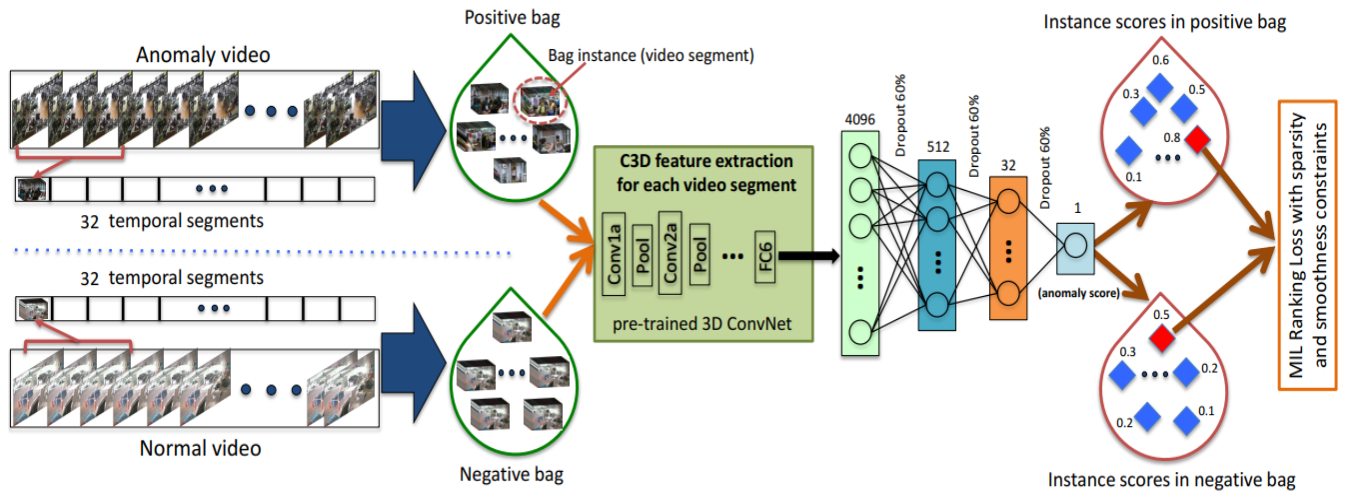 Anomaly video
32 temporal segments
32 temporal segments
Normal video
Positive bag
Bag instance (video segment)
Negative bag
C3D feature extraction
for each video segment
Conv1a
Pool
Conv2a
Pool
FC6
pre-trained 3D ConvNet
4096
Dropout 60%
512
Dropout 60%
32
Dropout 60%
1
(anomaly score)
Instance scores in positive bag
0.6
0.3
0.5
0.8
0.1
0.5
0.3
0.2
0.2
0.1
Instance scores in negative bag
MIL Ranking Loss with sparsity
and smoothness constraints